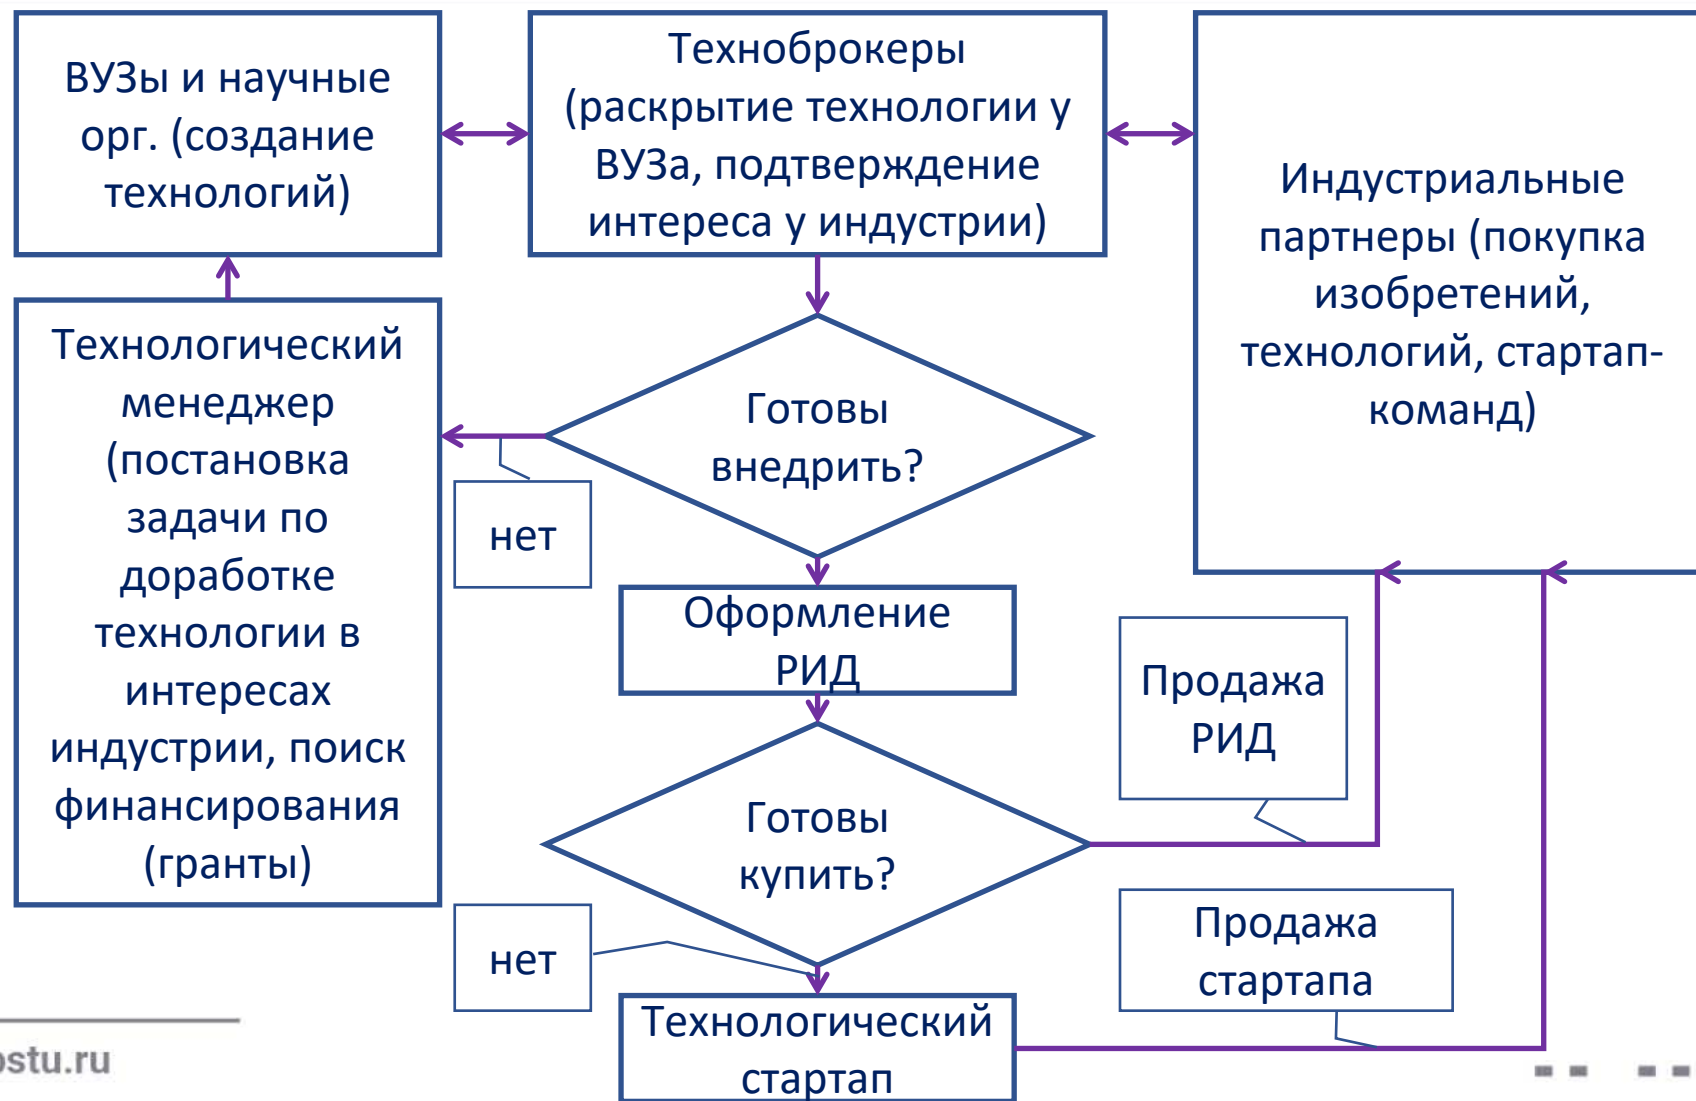 ВУЗы и научные
орг. (создание
технологий)
Техноброкеры
(раскрытие технологии у
ВУЗа, подтверждение
интереса у индустрии)
Индустриальные
партнеры (покупка
изобретений,
технологий, стартап-
команд)
Технологический
менеджер
(постановка
задачи по
доработке
технологии в
интересах
индустрии, поиск
финансирования
(гранты)
Готовы
внедрить?
нет
Оформление
РИД
Продажа
РИД
Готовы
купить?
нет
Продажа
стартапа
Технологический
стартап
pstu.ru